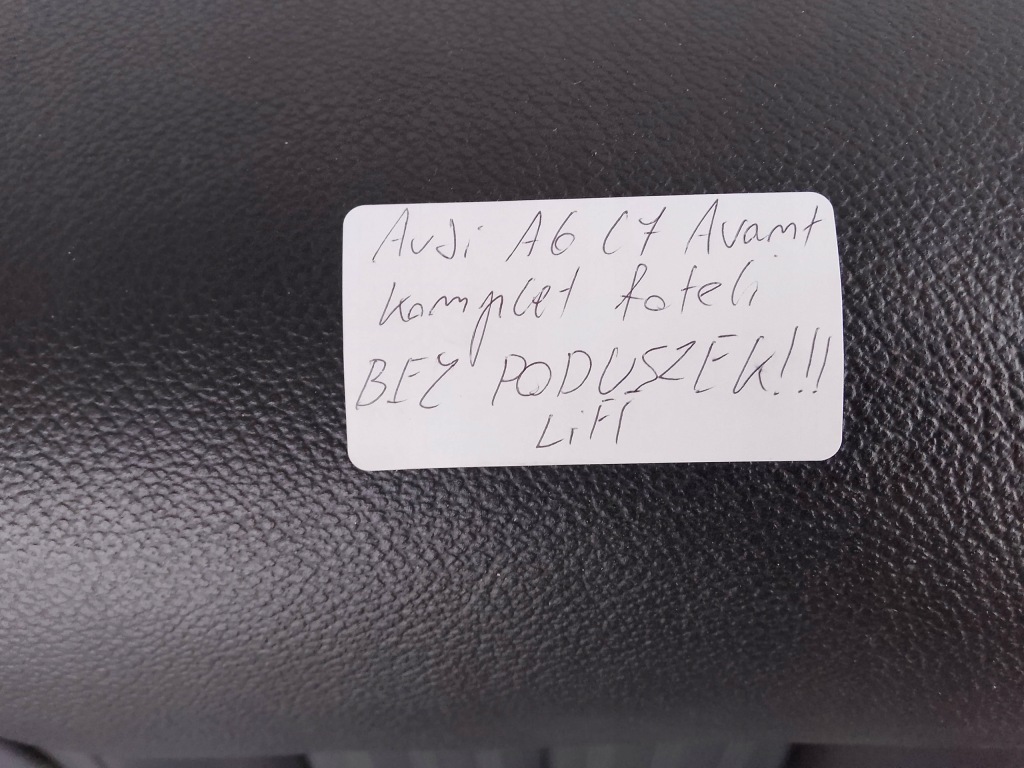 Audi A6 C7 Avant
komplet foteli
BEZ PODUSZEK!!!
Lift